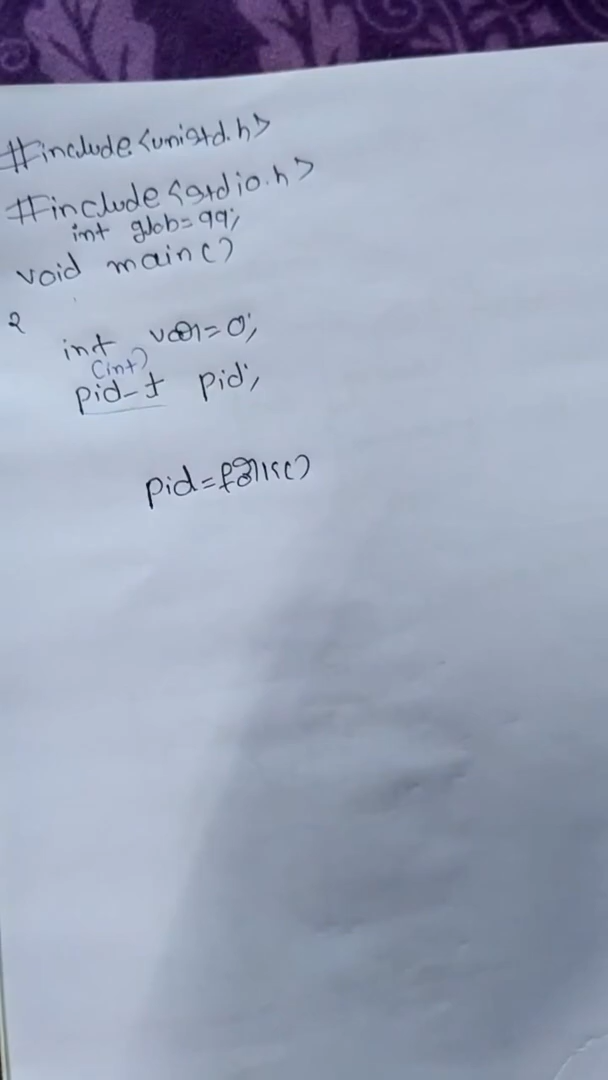 #include<unistd.h>
#include<stdio.h>
int glob=99;
void main()
{
int var=0;
(int)
pid_t pid;
pid=fork()